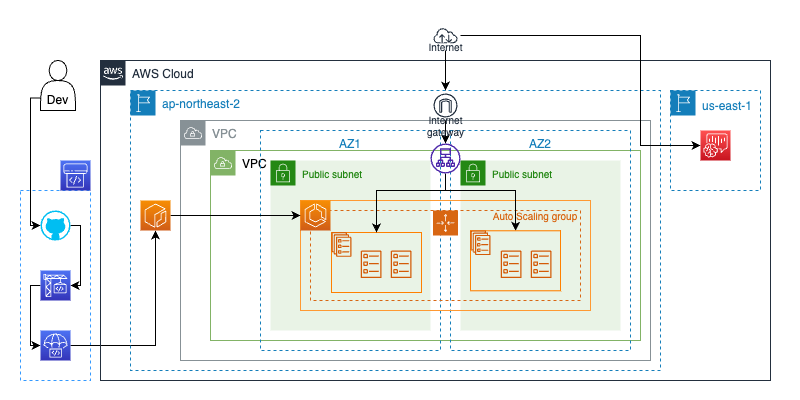 Internet
aws
AWS Cloud
Dev
ap-northeast-2
us-east-1
Internet
gateway
VPC
AZ1
AZ2
VPC
Public subnet
Public subnet
Auto Scaling group